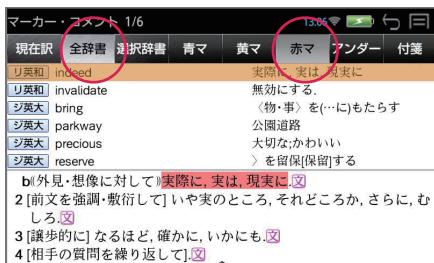 マーカー・コメント 1/6 13:06
現在訳 全辞書 選択辞書 青マ 黄マ 赤マ アンダー 付箋
リ英和 indeed 実際に, 実は, 現実に
リ英和 invalidate 無効にする.
ジ英大 bring 〈物・事〉を(…に)もたらす
ジ英大 parkway 公園道路
ジ英大 precious 大切な;かわいい
ジ英大 reserve 〉を留保[保留]する
b⟪外見・想像に対して⟫実際に, 実は, 現実に.文
2 [前文を強調・敷衍して] いや実のところ, それどころか, さらに, む
しろ.文
3 [譲歩的に] なるほど, 確かに, いかにも.文
4 [相手の質問を繰り返して].文